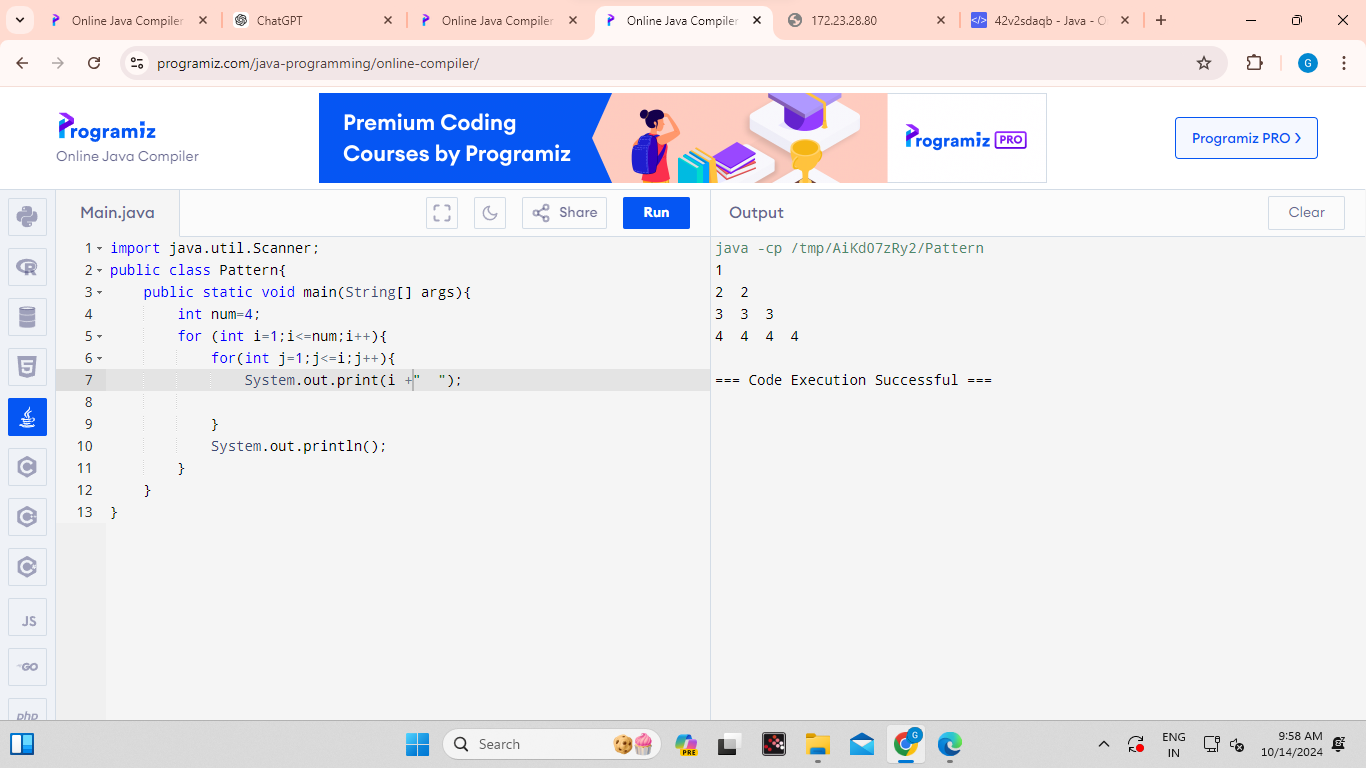 Online Java Compiler
ChatGPT
Online Java Compiler
Online Java Compiler
172.23.28.80
42v2sdaqb - Java - O
programiz.com/java-programming/online-compiler/
G
Programiz
Online Java Compiler
Premium Coding
Courses by Programiz
Programiz PRO
Programiz PRO
Main.java
Share
Run
Output
Clear
1 import java.util.Scanner;
2 public class Pattern{
3     public static void main(String[] args){
4         int num=4;
5         for (int i=1;i<=num;i++){
6             for(int j=1;j<=i;j++){
7                 System.out.print(i +"  ");
8
9             }
10             System.out.println();
11         }
12     }
13 }
java -cp /tmp/AiKdO7zRy2/Pattern
1
2  2
3  3  3
4  4  4  4
=== Code Execution Successful ===
R
5
C
C
C
JS
GO
php
Search
PRE
G
ENG
IN
9:58 AM
10/14/2024